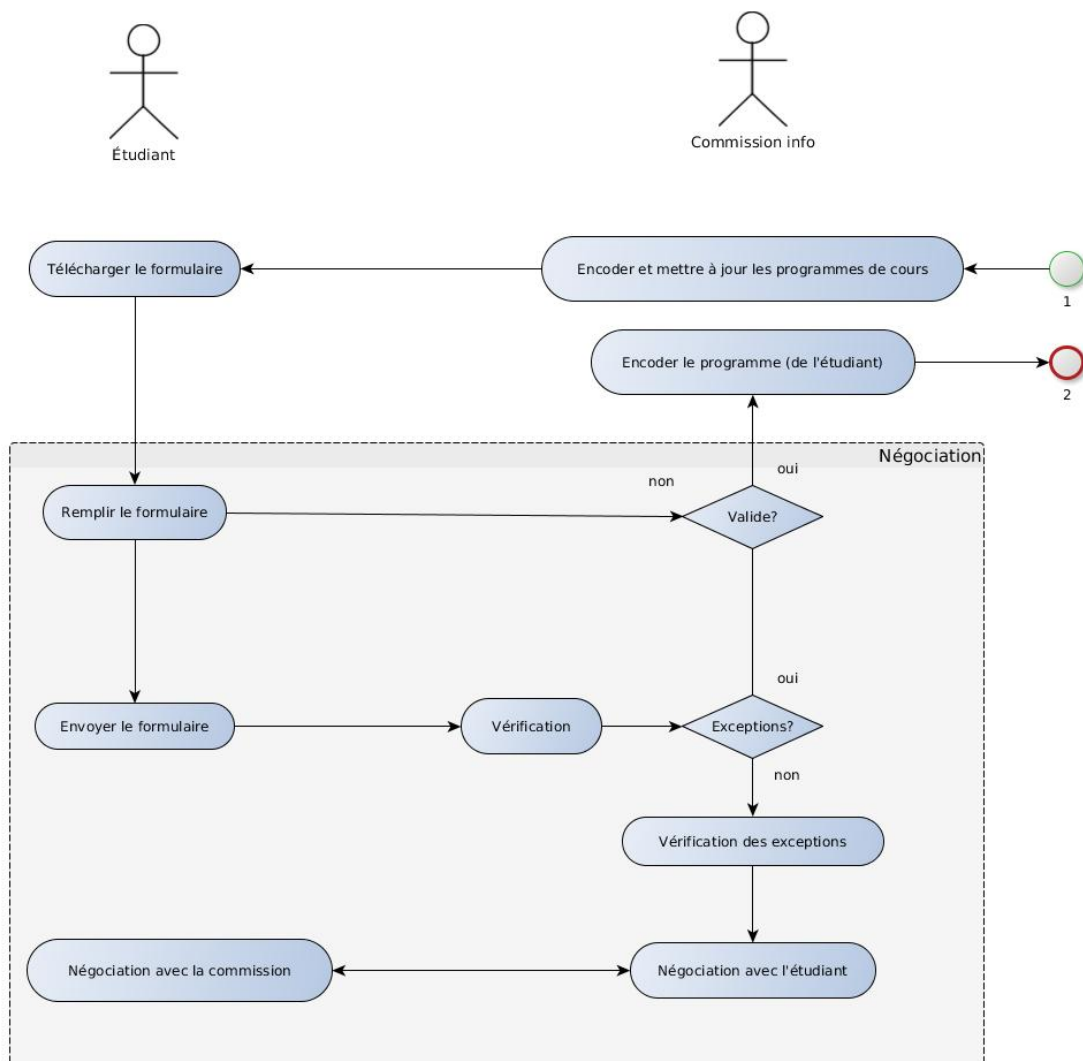 Étudiant
Commission info
Télécharger le formulaire
Encoder et mettre à jour les programmes de cours
1
Encoder le programme (de l'étudiant)
2
Négociation
oui
non
Remplir le formulaire
Valide?
oui
Envoyer le formulaire
Vérification
Exceptions?
non
Vérification des exceptions
Négociation avec la commission
Négociation avec l'étudiant